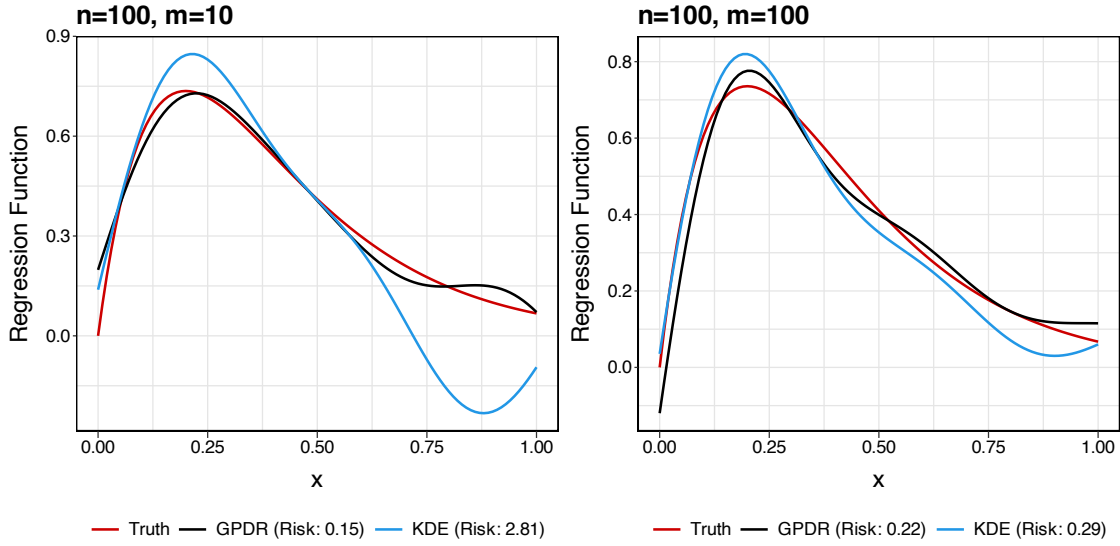 n=100, m=10
0.9
0.6
0.3
0.0
Regression Function
0.00 0.25 0.50 0.75 1.00
x
Truth GPDR (Risk: 0.15) KDE (Risk: 2.81)
n=100, m=100
0.8
0.6
0.4
0.2
0.0
Regression Function
0.00 0.25 0.50 0.75 1.00
x
Truth GPDR (Risk: 0.22) KDE (Risk: 0.29)